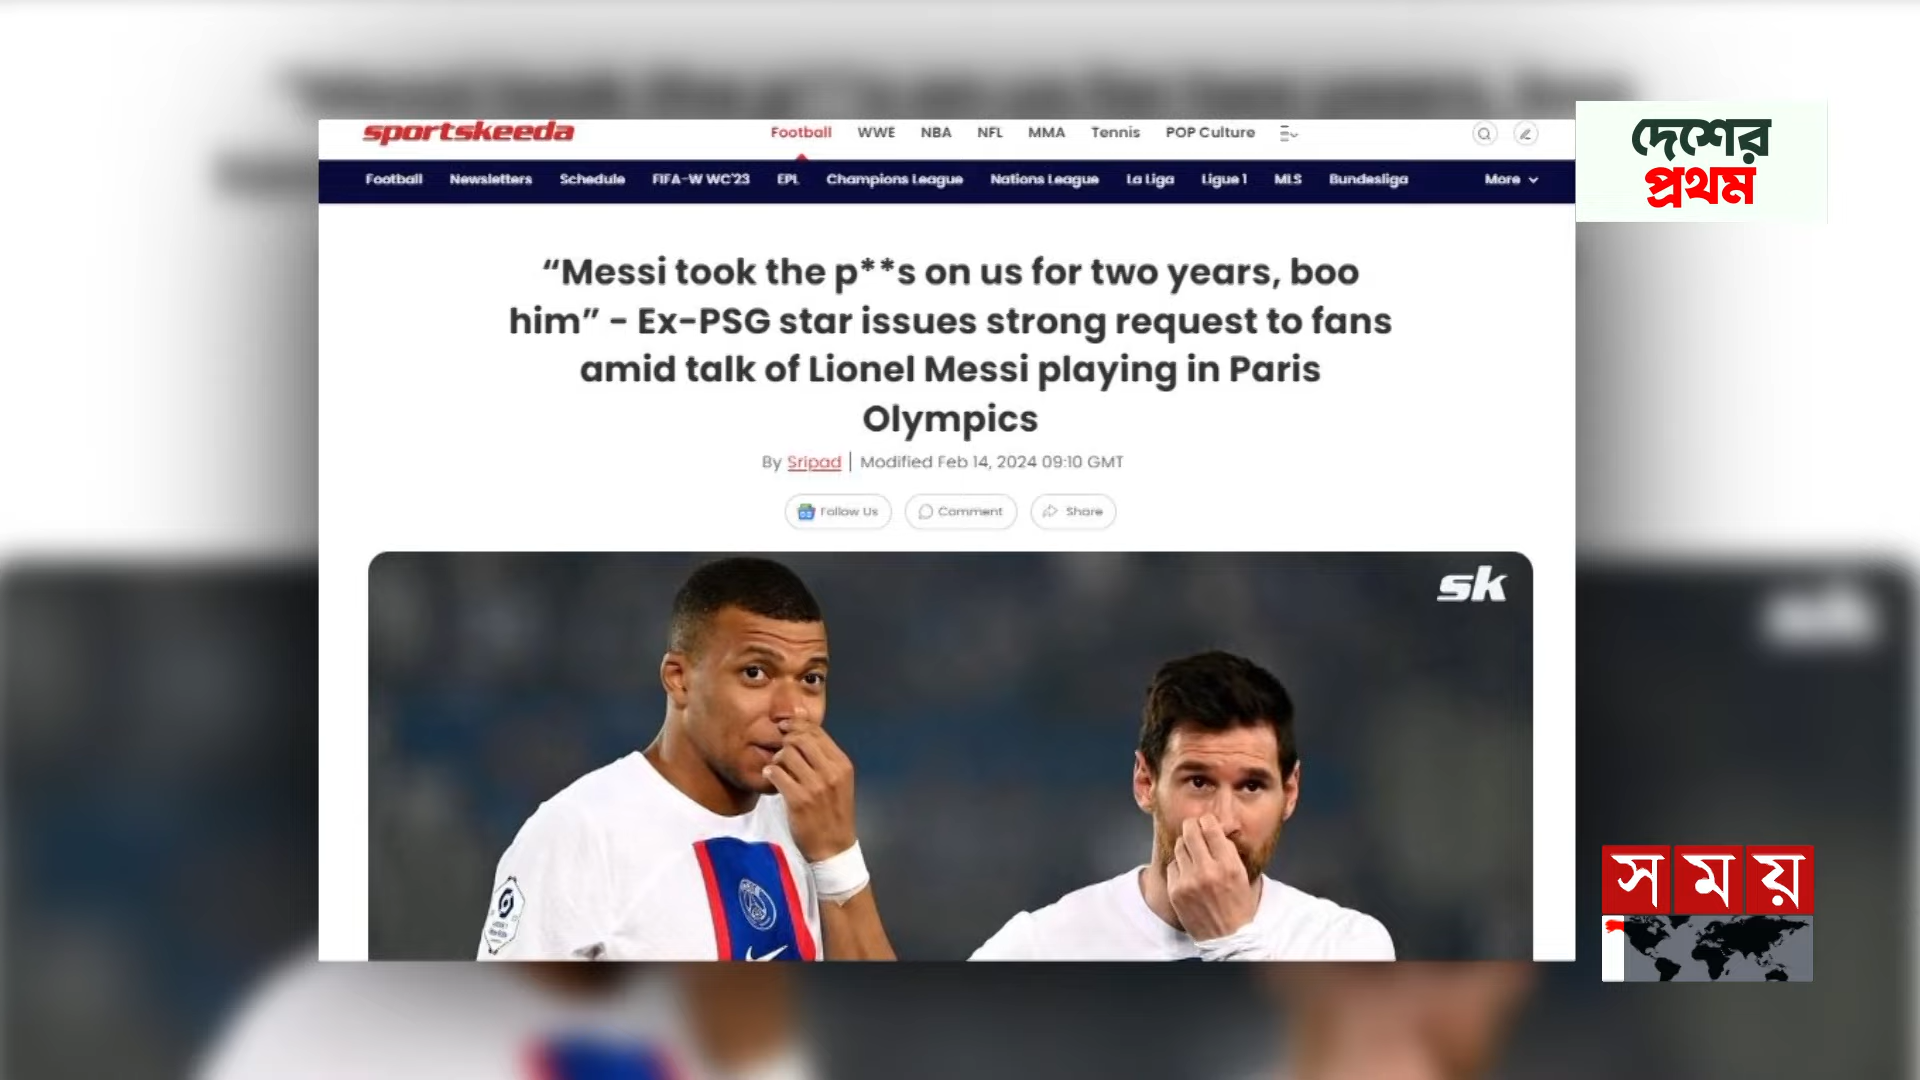 sportskeeda
Football WWE NBA NFL MMA Tennis POP Culture
Football Newsletters Schedule FIFA-W WC'23 EPL Champions League Nations League La Liga Ligue 1 MLS Bundesliga More
দেশের
প্রথম
“Messi took the p**s on us for two years, boo
him” - Ex-PSG star issues strong request to fans
amid talk of Lionel Messi playing in Paris
Olympics
By Sripad | Modified Feb 14, 2024 09:10 GMT
Follow Us Comment Share
sk
সময়